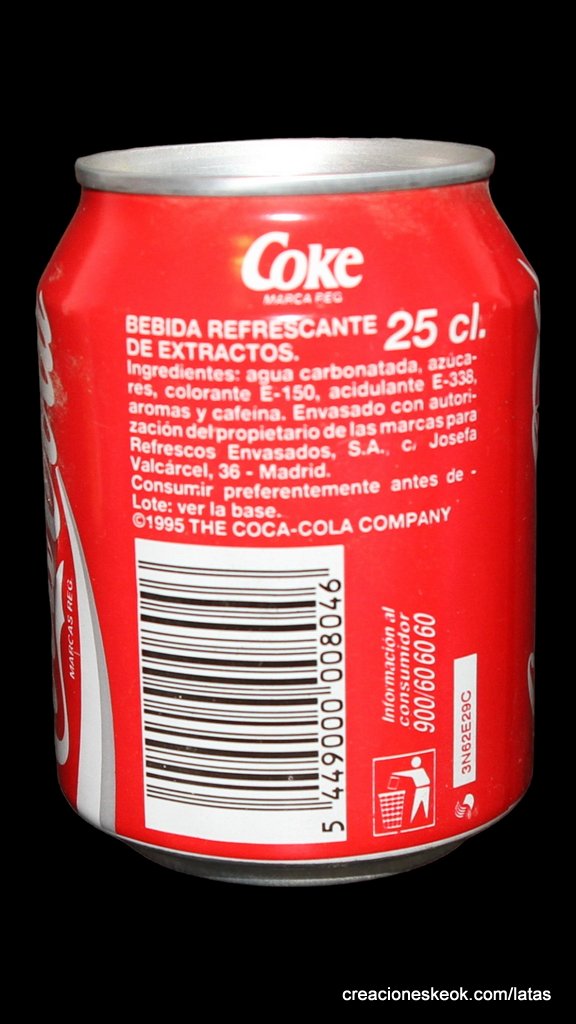 Coke
MARCA REG
BEBIDA REFRESCANTE 25 cl.
DE EXTRACTOS.
Ingredientes: agua carbonatada, azúca-
res, colorante E-150, acidulante E-338,
aromas y cafeína. Envasado con autori-
zación del propietario de las marcas para
Refrescos Envasados, S.A., c. Josefa
Valcárcel, 36 - Madrid.
Consumir preferentemente antes de -
Lote: ver la base.
©1995 THE COCA-COLA COMPANY
MARCAS REG.
5 449000 008046
Información al
consumidor
900/60 60 60
3N62E29C
creacioneskeok.com/latas